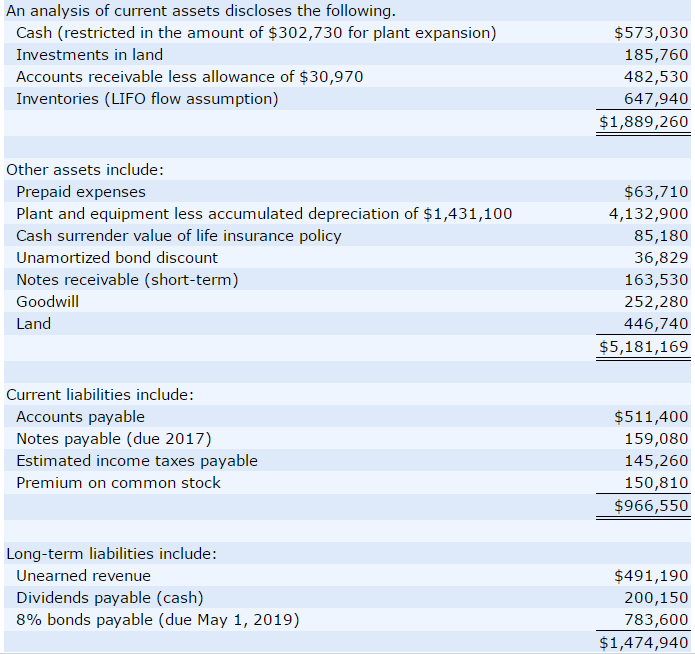 An analysis of current assets discloses the following.
Cash (restricted in the amount of $302,730 for plant expansion) $573,030
Investments in land 185,760
Accounts receivable less allowance of $30,970 482,530
Inventories (LIFO flow assumption) 647,940
$1,889,260
Other assets include:
Prepaid expenses $63,710
Plant and equipment less accumulated depreciation of $1,431,100 4,132,900
Cash surrender value of life insurance policy 85,180
Unamortized bond discount 36,829
Notes receivable (short-term) 163,530
Goodwill 252,280
Land 446,740
$5,181,169
Current liabilities include:
Accounts payable $511,400
Notes payable (due 2017) 159,080
Estimated income taxes payable 145,260
Premium on common stock 150,810
$966,550
Long-term liabilities include:
Unearned revenue $491,190
Dividends payable (cash) 200,150
8% bonds payable (due May 1, 2019) 783,600
$1,474,940